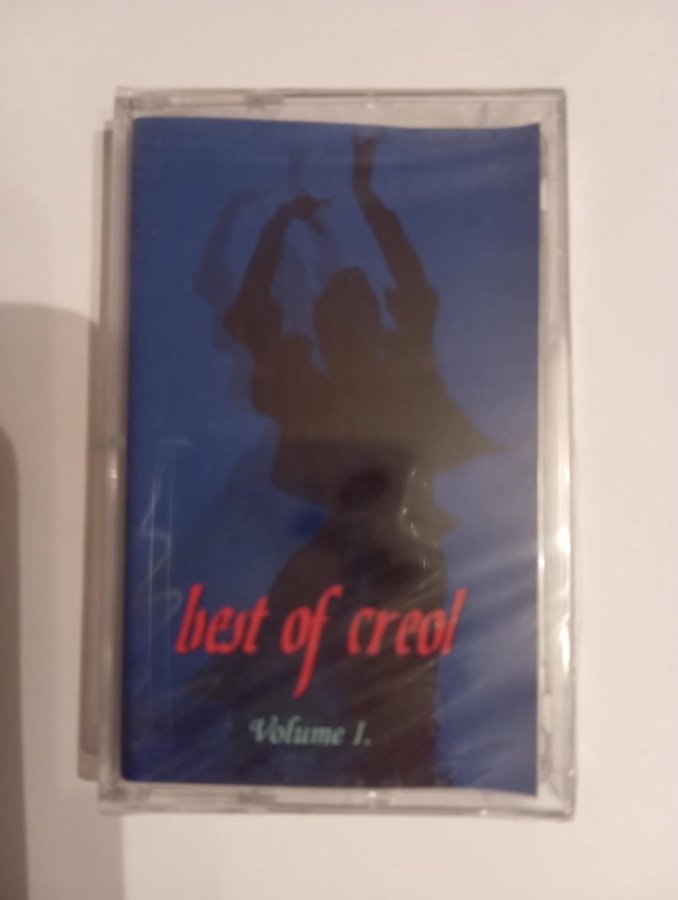 best of creol
Volume 1.